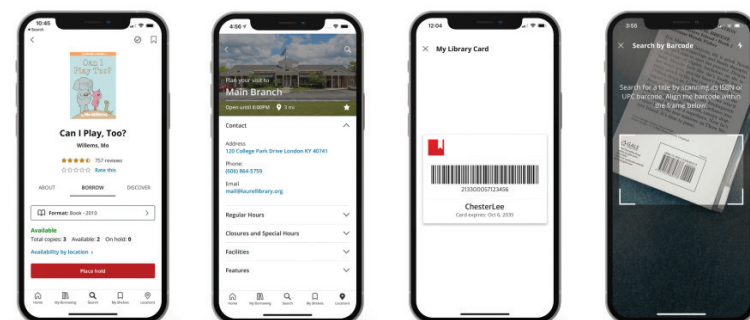 10:45
Search
Can I
Play Too?
Can I Play, Too?
Willems, Mo
757 reviews
Rate this
ABOUT
BORROW
DISCOVER
Format: Book - 2010
Available
Total copies: 3 Available: 2 On hold: 0
Availability by location
Place hold
Home
My Borrowing
Search
My Shelves
Locations
4:56
Plan your visit to
Main Branch
Open until 8:00PM
3 mi
Contact
Address
120 College Park Drive London KY 40741
Phone
(606) 864-5759
Email
mail@laurellibrary.org
Regular Hours
Closures and Special Hours
Facilities
Features
Home
My Borrowing
Search
My Shelves
Locations
12:04
My Library Card
213300057123456
ChesterLee
Card expires: Oct 6, 2035
3:55
Search by Barcode
Search for a title by scanning its ISBN or
UPC barcode. Align the barcode within
the frame below.
GALE